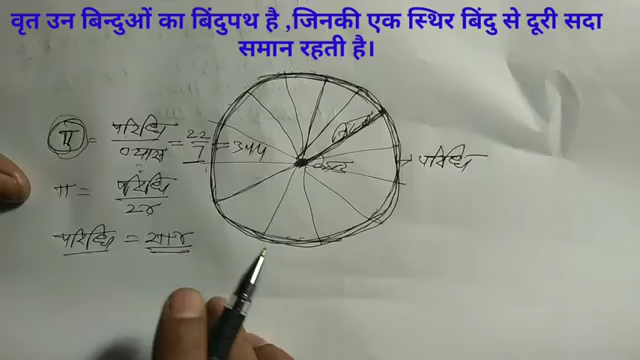 वृत उन बिन्दुओं का बिंदुपथ है ,जिनकी एक स्थिर बिंदु से दूरी सदा
समान रहती है।
π = परिधि / व्यास = 22/7 = 3.14
त्रिज्या
केन्द्र
परिधि
π = परिधि / 2r
परिधि = 2πr